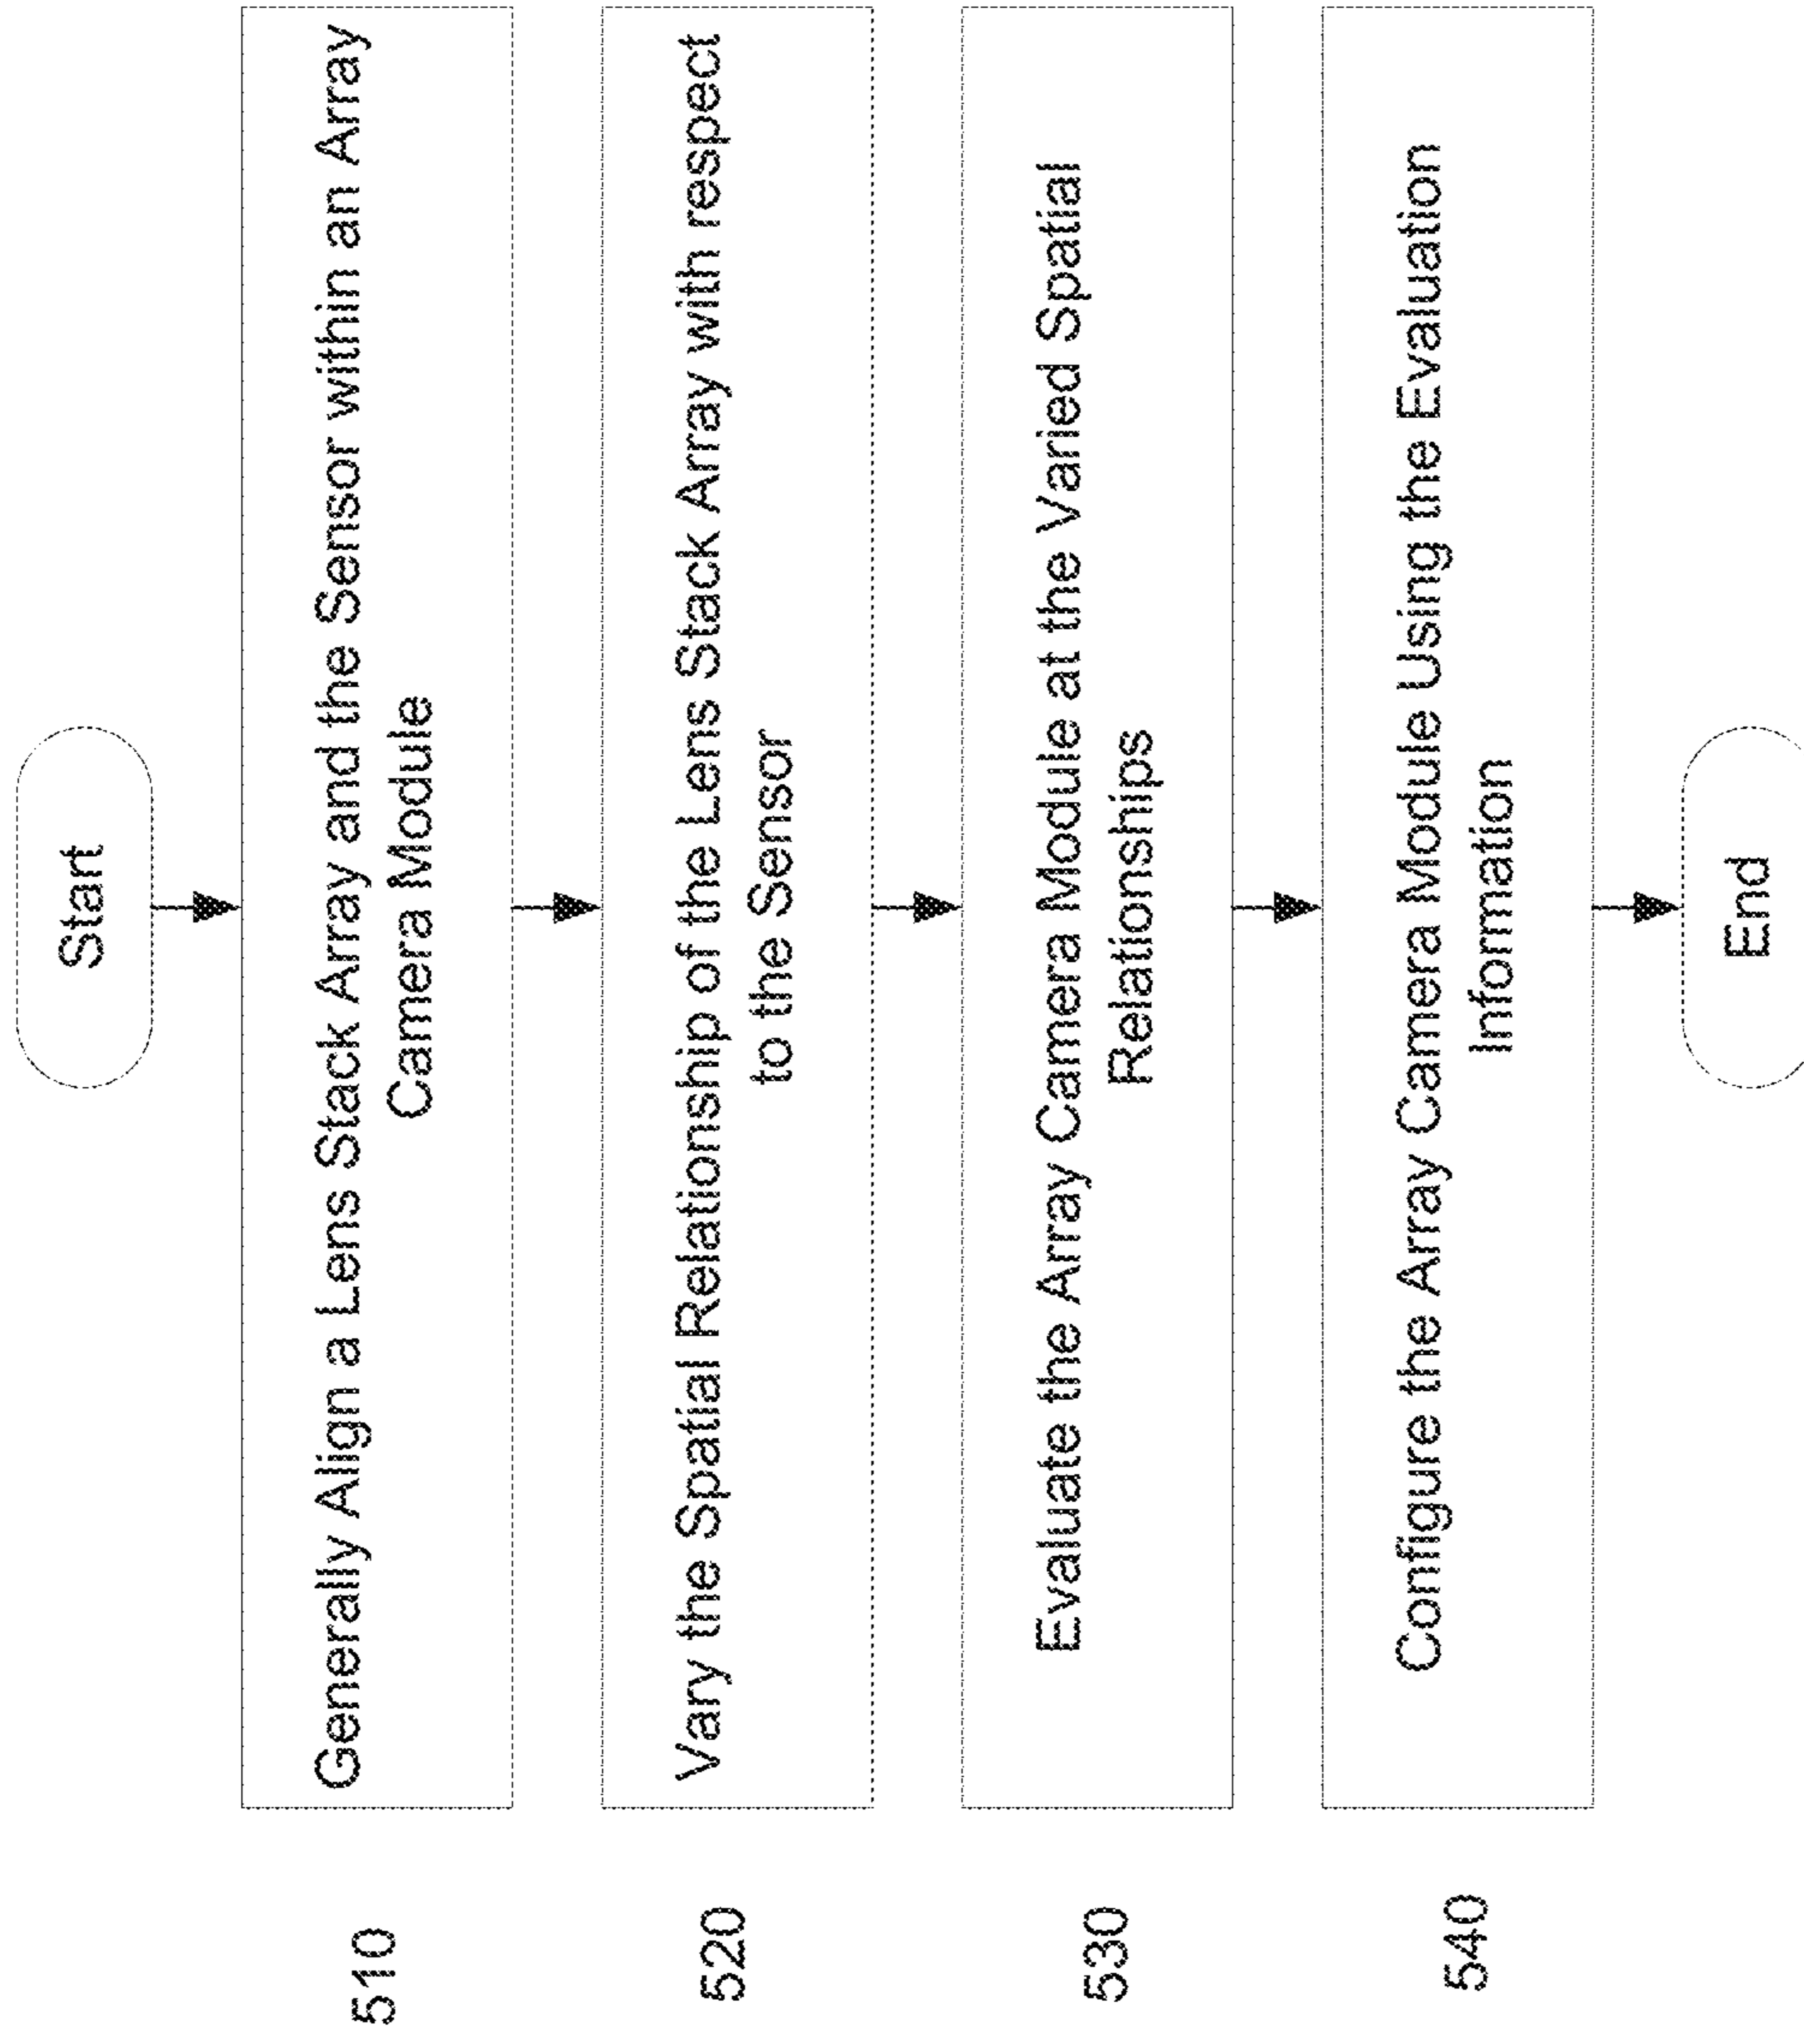 Start
510
Generally Align a Lens Stack Array and the Sensor within an Array
Camera Module
520
Vary the Spatial Relationship of the Lens Stack Array with respect
to the Sensor
530
Evaluate the Array Camera Module at the Varied Spatial
Relationships
540
Configure the Array Camera Module Using the Evaluation
Information
End